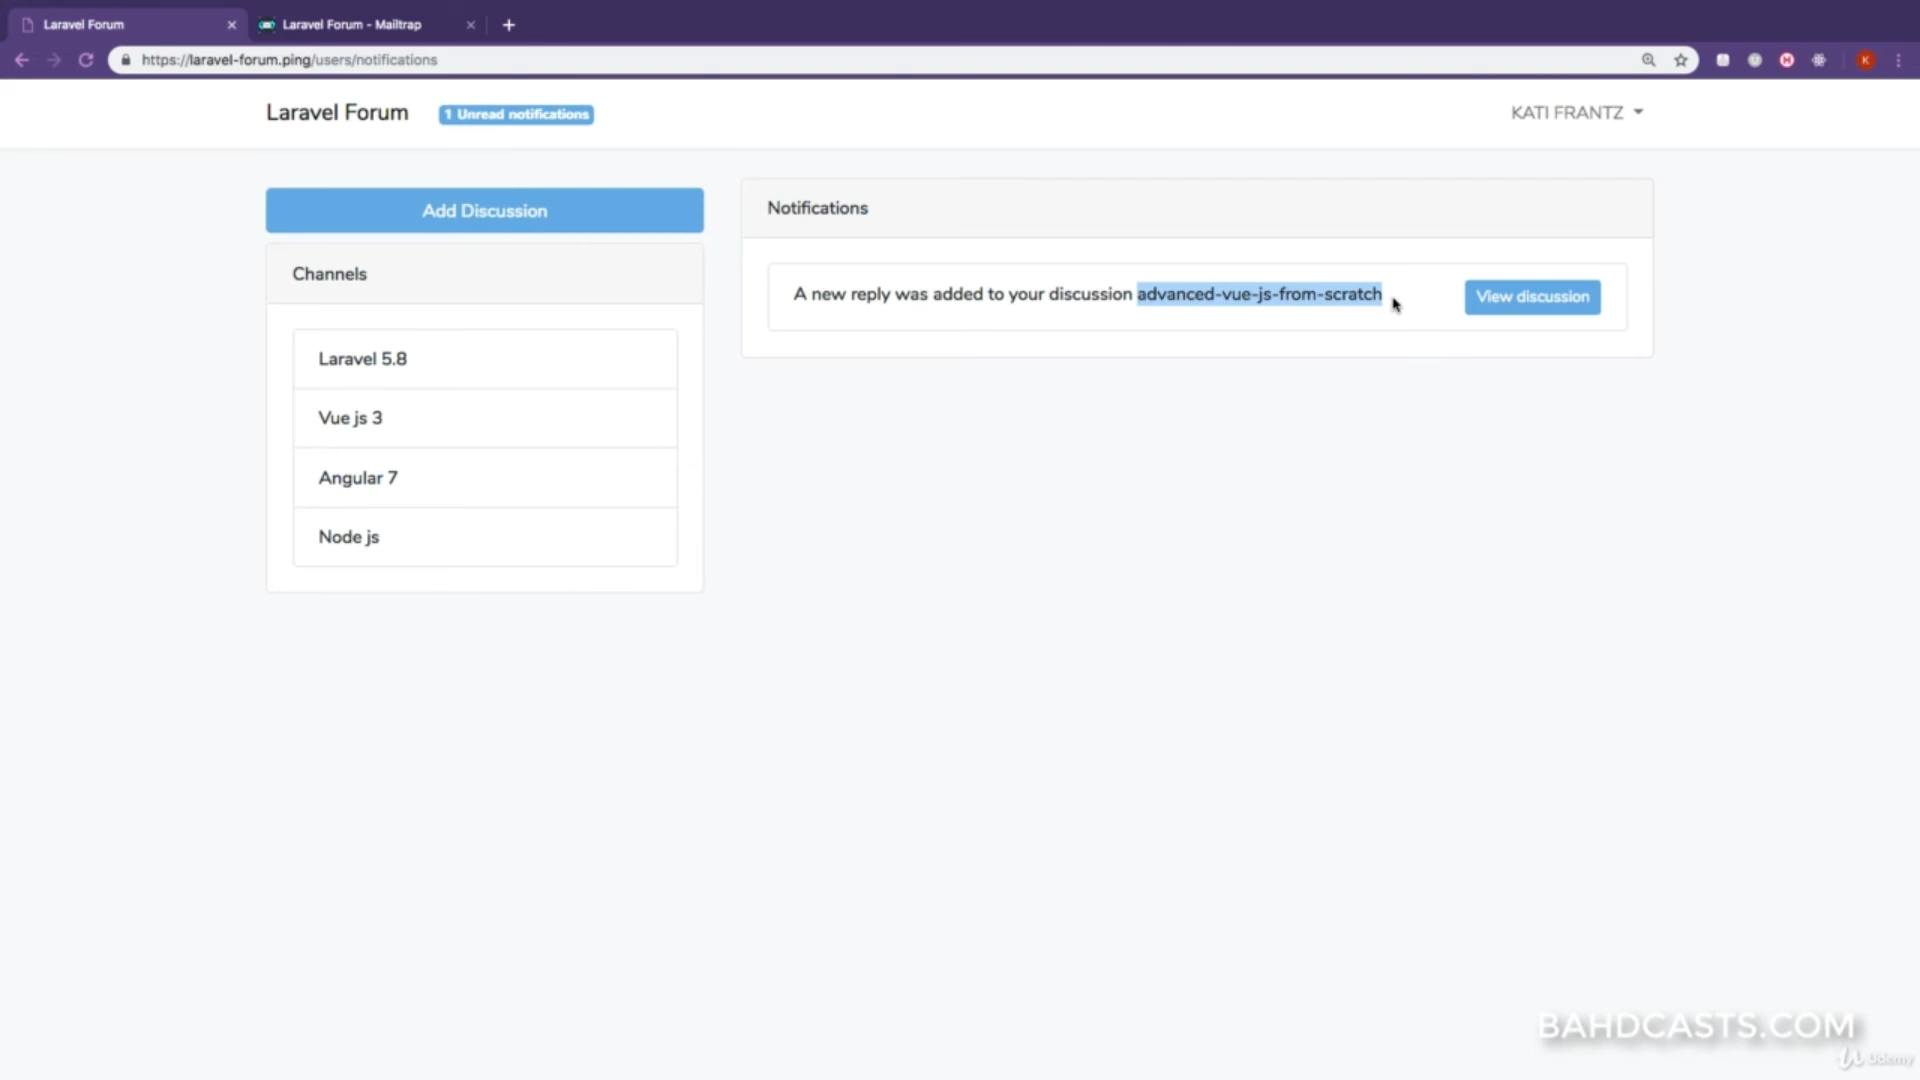 Laravel Forum
Laravel Forum - Mailtrap
https://laravel-forum.ping/users/notifications
K
Laravel Forum
1 Unread notifications
KATI FRANTZ
Add Discussion
Notifications
Channels
A new reply was added to your discussion advanced-vue-js-from-scratch
View discussion
Laravel 5.8
Vue js 3
Angular 7
Node js
BAHDCASTS.COM
Udemy